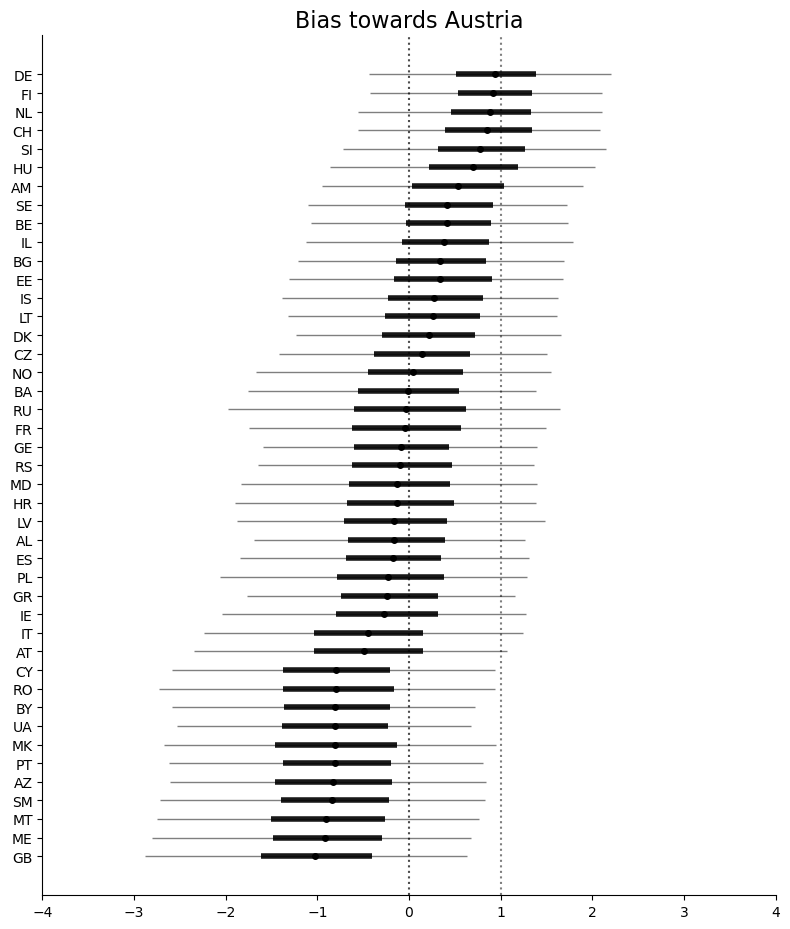 Bias towards Austria
DE
FI
NL
CH
SI
HU
AM
SE
BE
IL
BG
EE
IS
LT
DK
CZ
NO
BA
RU
FR
GE
RS
MD
HR
LV
AL
ES
PL
GR
IE
IT
AT
CY
RO
BY
UA
MK
PT
AZ
SM
MT
ME
GB
−4 −3 −2 −1 0 1 2 3 4